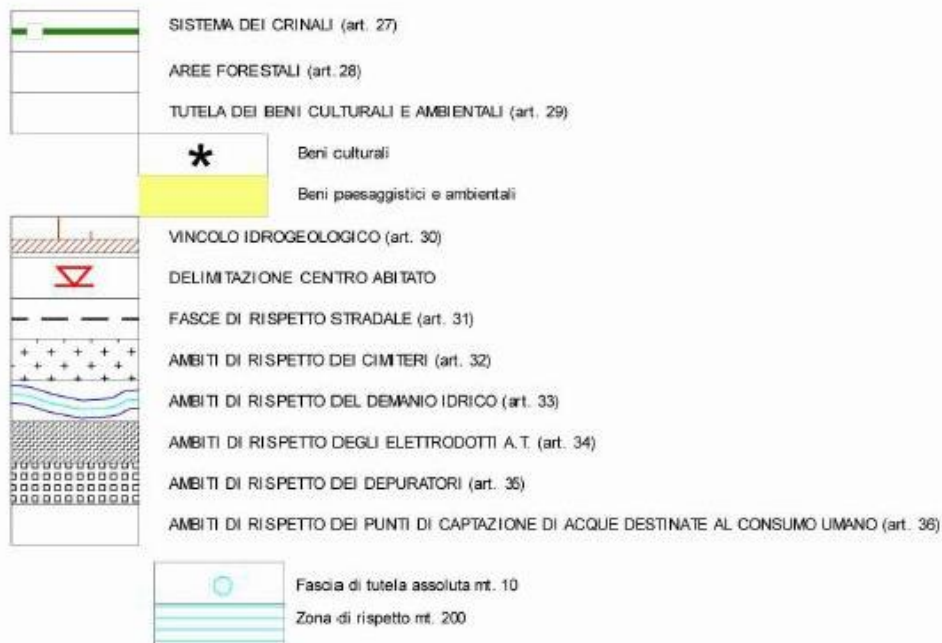 SISTEMA DEI CRINALI (art. 27)
AREE FORESTALI (art. 28)
TUTELA DEI BENI CULTURALI E AMBIENTALI (art. 29)
Beni culturali
Beni paesaggistici e ambientali
VINCOLO IDROGEOLOGICO (art. 30)
DELIMITAZIONE CENTRO ABITATO
FASCE DI RISPETTO STRADALE (art. 31)
AMBITI DI RISPETTO DEI CIMITERI (art. 32)
AMBITI DI RISPETTO DEL DEMANIO IDRICO (art. 33)
AMBITI DI RISPETTO DEGLI ELETTRODOTTI A.T. (art. 34)
AMBITI DI RISPETTO DEI DEPURATORI (art. 35)
AMBITI DI RISPETTO DEI PUNTI DI CAPTAZIONE DI ACQUE DESTINATE AL CONSUMO UMANO (art. 36)
Fascia di tutela assoluta mt. 10
Zona di rispetto mt. 200